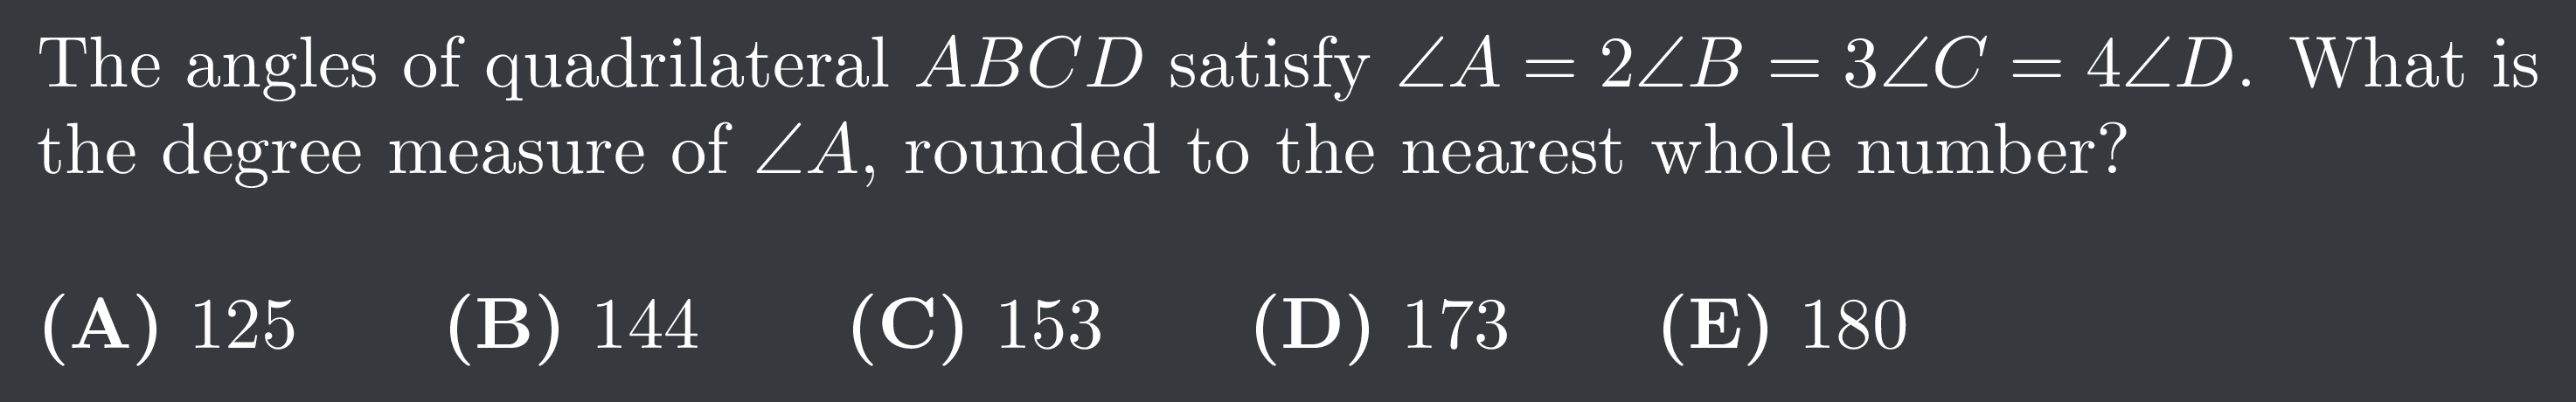 The angles of quadrilateral ABCD satisfy ∠A = 2∠B = 3∠C = 4∠D. What is
the degree measure of ∠A, rounded to the nearest whole number?
(A) 125 (B) 144 (C) 153 (D) 173 (E) 180